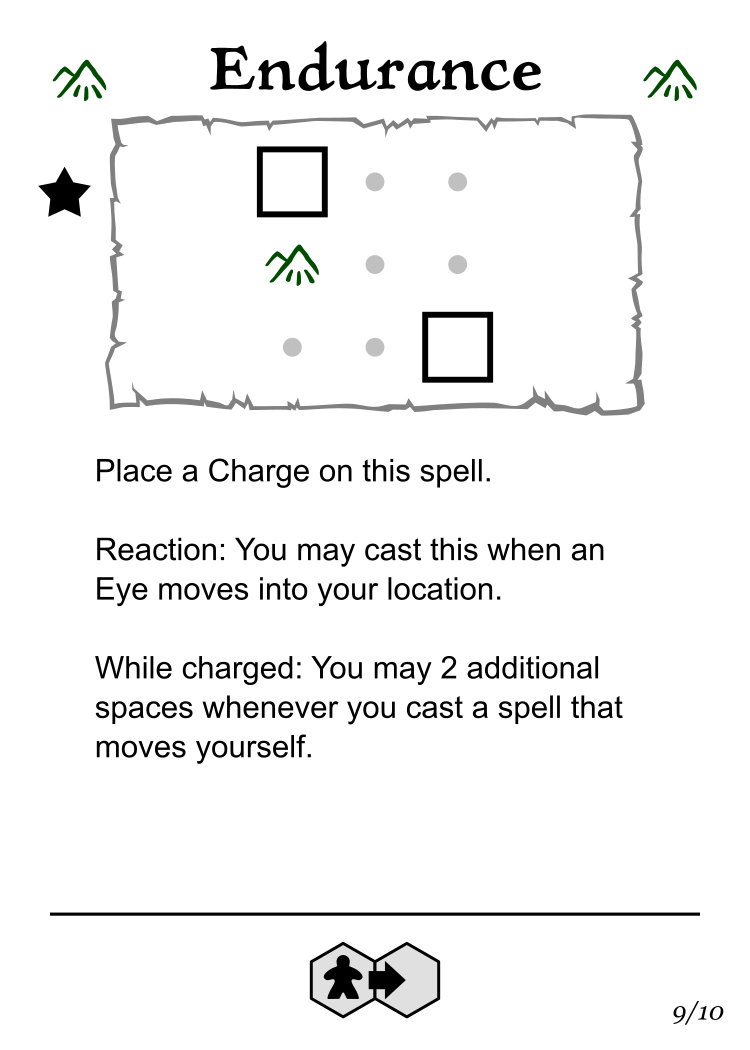 Endurance
Place a Charge on this spell.
Reaction: You may cast this when an
Eye moves into your location.
While charged: You may 2 additional
spaces whenever you cast a spell that
moves yourself.
9/10